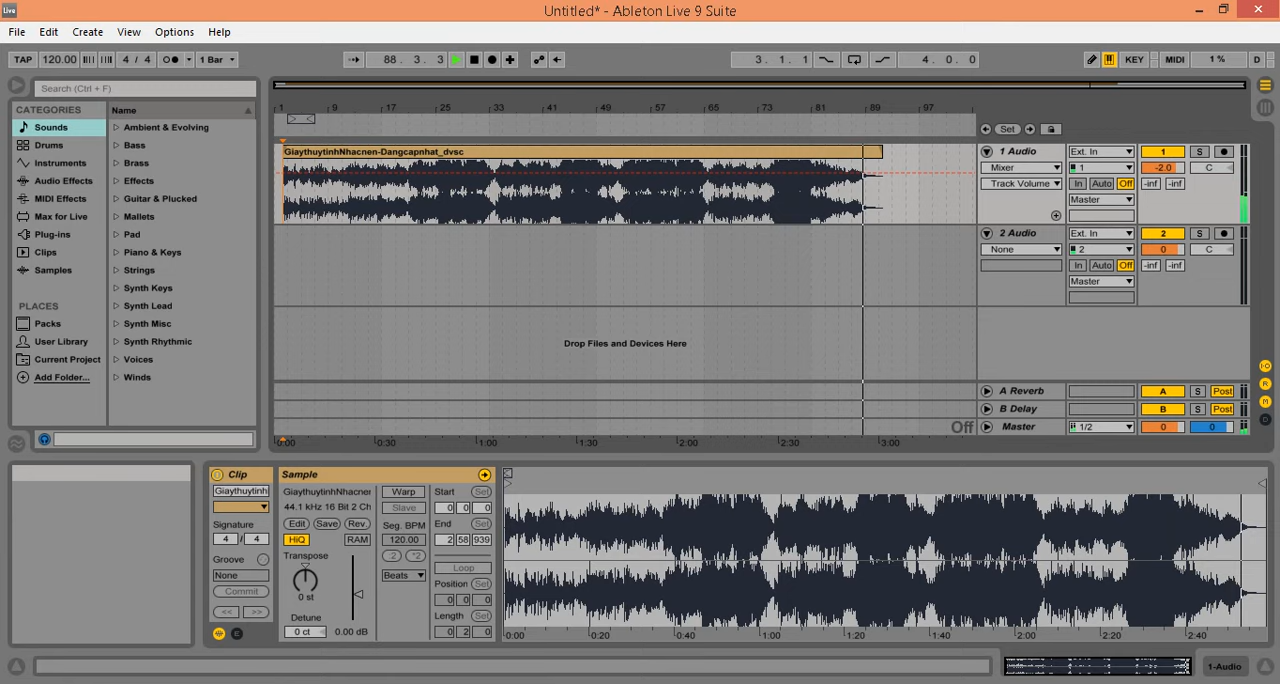 Live
Untitled* - Ableton Live 9 Suite
File Edit Create View Options Help
TAP 120.00 4 / 4 1 Bar 88. 3. 3 3. 1. 1 4. 0. 0 KEY MIDI 1 % D
Search (Ctrl + F)
CATEGORIES
Sounds
Drums
Instruments
Audio Effects
MIDI Effects
Max for Live
Plug-ins
Clips
Samples
PLACES
Packs
User Library
Current Project
Add Folder...
Name
Ambient & Evolving
Bass
Brass
Effects
Guitar & Plucked
Mallets
Pad
Piano & Keys
Strings
Synth Keys
Synth Lead
Synth Misc
Synth Rhythmic
Voices
Winds
1 9 17 25 33 41 49 57 65 73 81 89 97
Set
GiaythuytinhNhacnen-Dangcapnhat_dvsc
1 Audio Ext. In 1 S
Mixer 1 -2.0 C
Track Volume In Auto Off -inf -inf
Master
2 Audio Ext. In 2 S
None 2 0 C
In Auto Off -inf -inf
Master
Drop Files and Devices Here
A Reverb A S Post
B Delay B S Post
Off Master 1/2 0 0
0:00 0:30 1:00 1:30 2:00 2:30 3:00
Clip
Giaythuytinh
Signature
4 / 4
Groove
None
Commit
<< >>
Sample
GiaythuytinhNhacnen
44.1 kHz 16 Bit 2 Ch
Edit Save Rev.
HiQ RAM
Transpose
0 st
Detune
0 ct 0.00 dB
Warp
Slave
Seg. BPM
120.00
:2 *2
Beats
Start Set
0 0 0
End Set
2 58 939
Loop
Position Set
0 0 0
Length Set
0 2 0
0:00 0:20 0:40 1:00 1:20 1:40 2:00 2:20 2:40
1-Audio